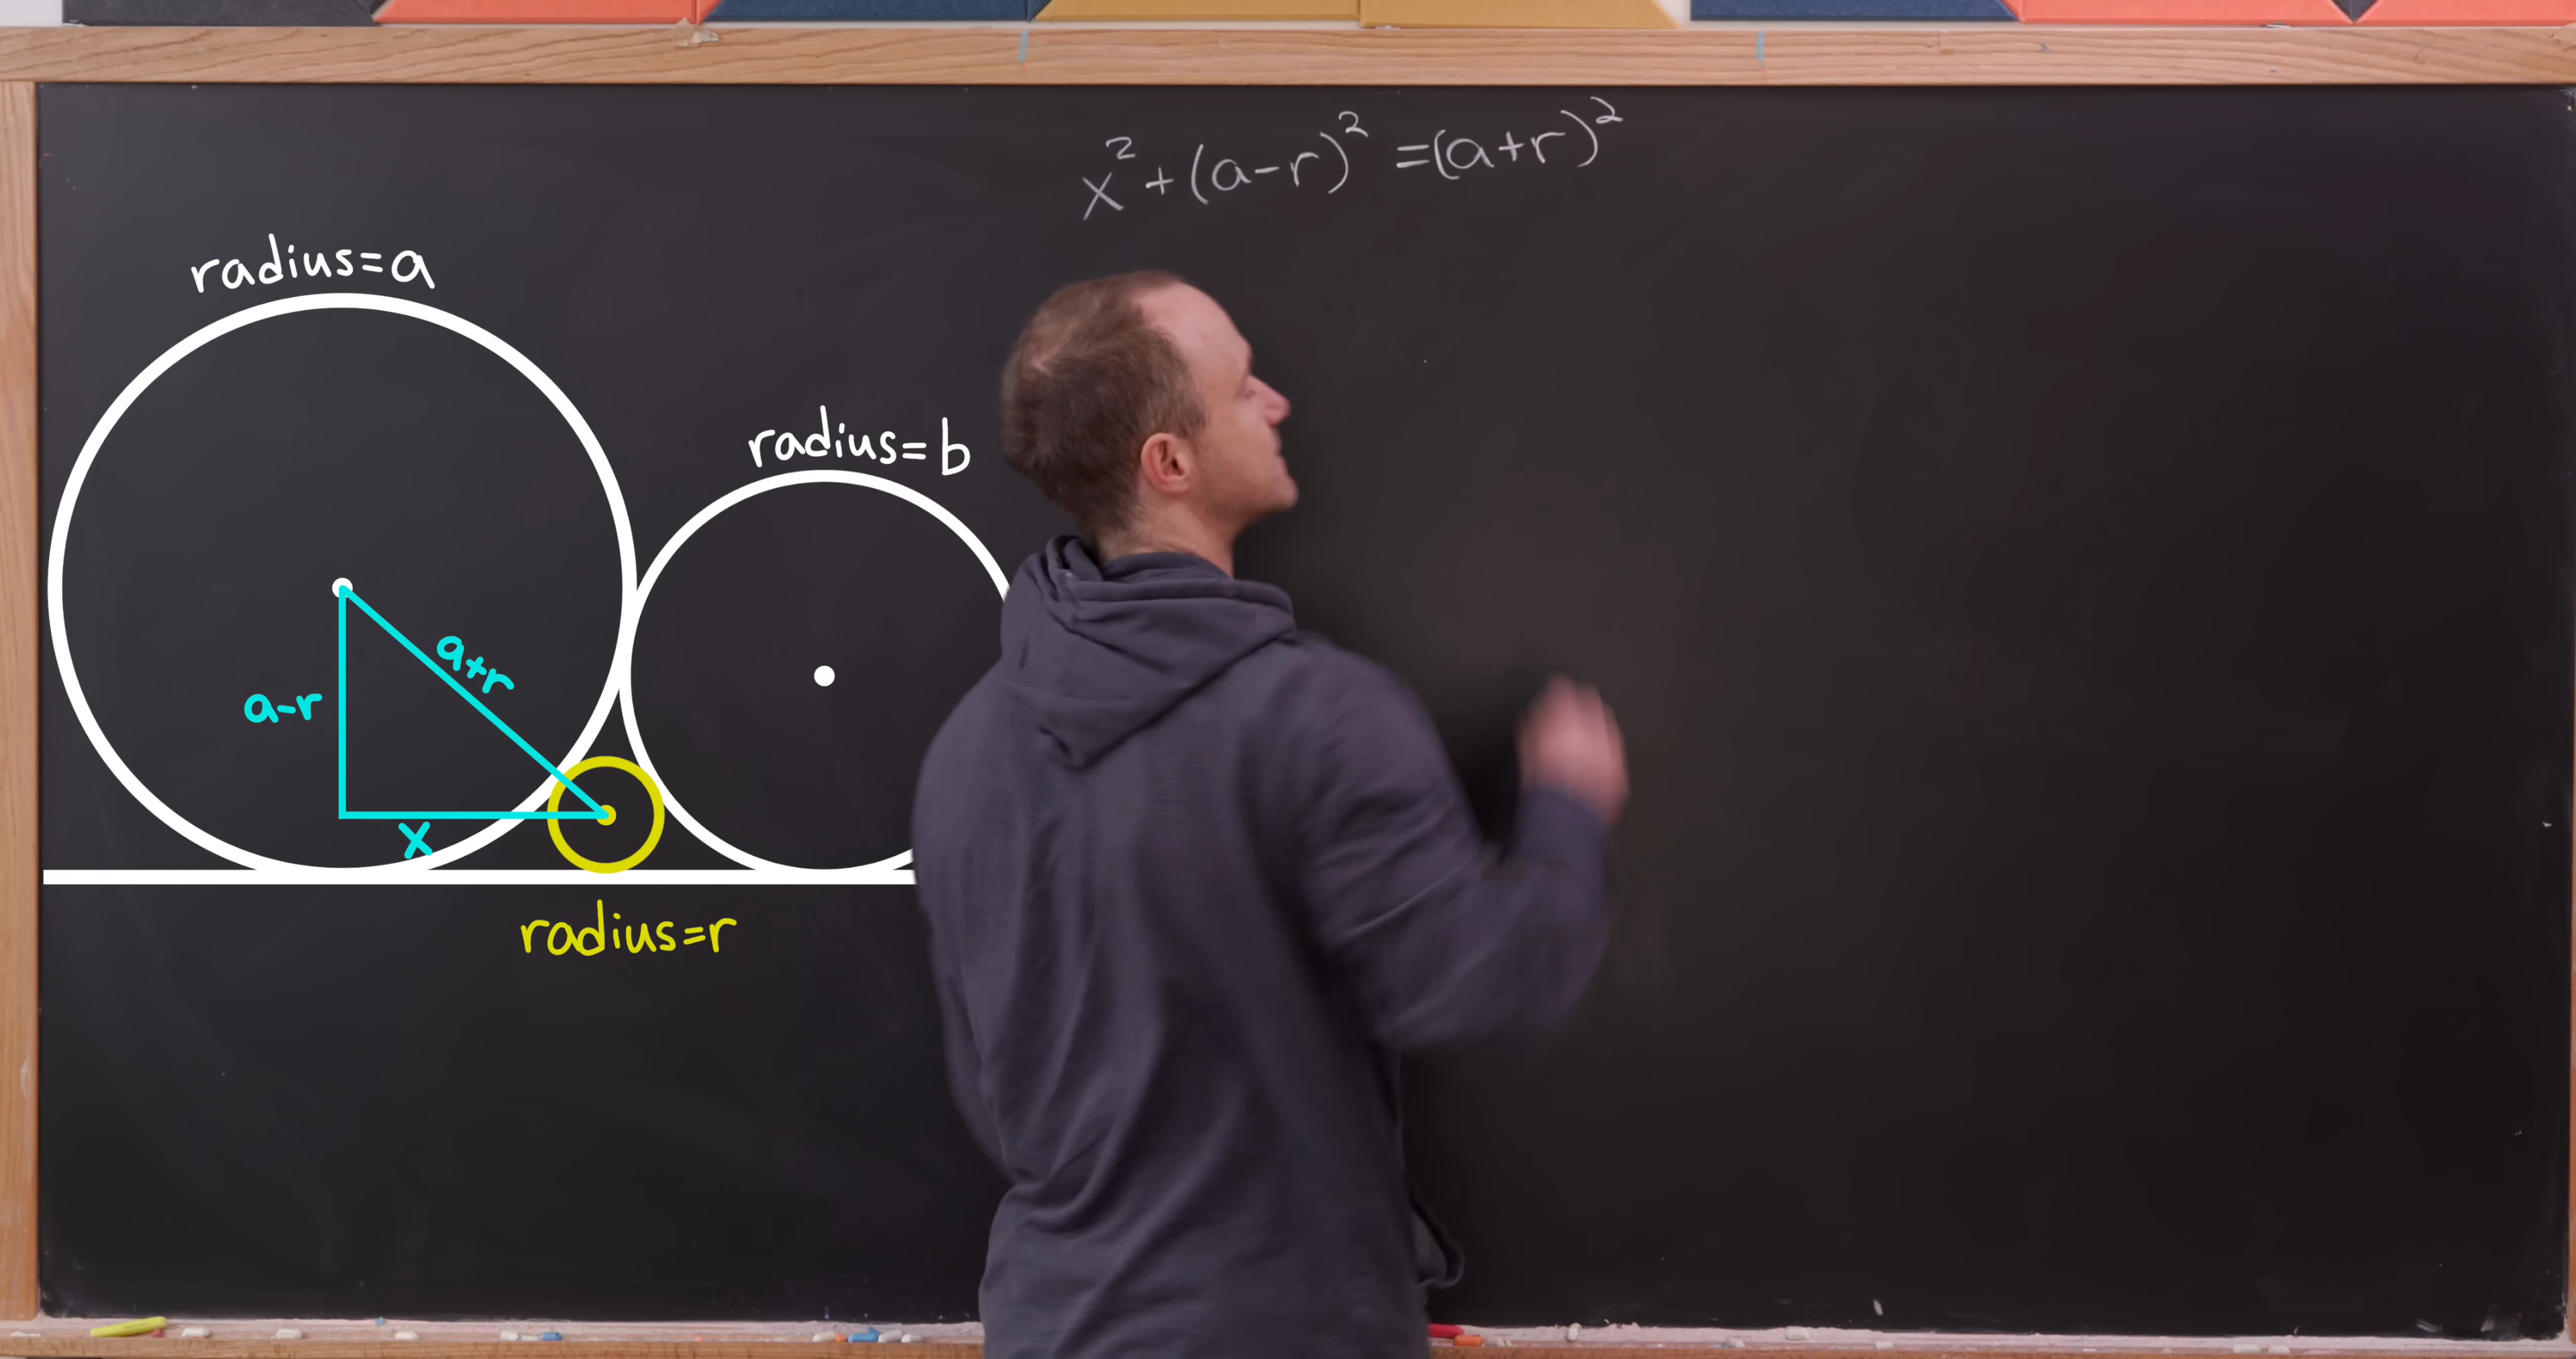 x²+(a-r)²=(a+r)²
radius=a
radius=b
a+r
a-r
x
radius=r